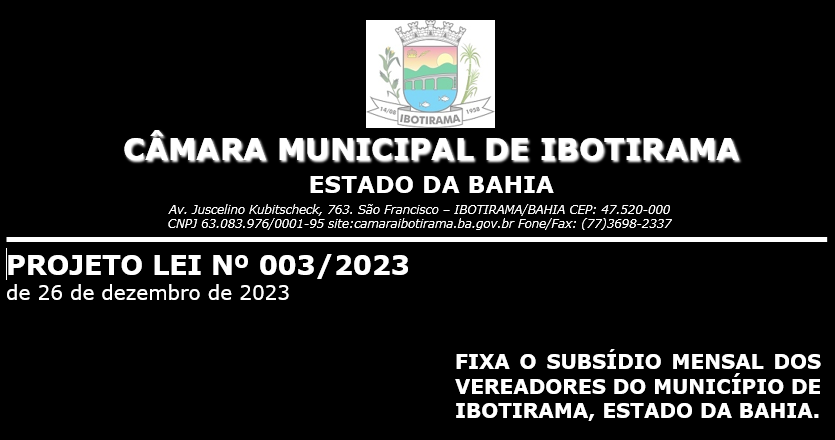 14/08 1958
IBOTIRAMA
CÂMARA MUNICIPAL DE IBOTIRAMA
ESTADO DA BAHIA
Av. Juscelino Kubitscheck, 763. São Francisco – IBOTIRAMA/BAHIA CEP: 47.520-000
CNPJ 63.083.976/0001-95 site:camaraibotirama.ba.gov.br Fone/Fax: (77)3698-2337
PROJETO LEI Nº 003/2023
de 26 de dezembro de 2023
FIXA O SUBSÍDIO MENSAL DOS
VEREADORES DO MUNICÍPIO DE
IBOTIRAMA, ESTADO DA BAHIA.